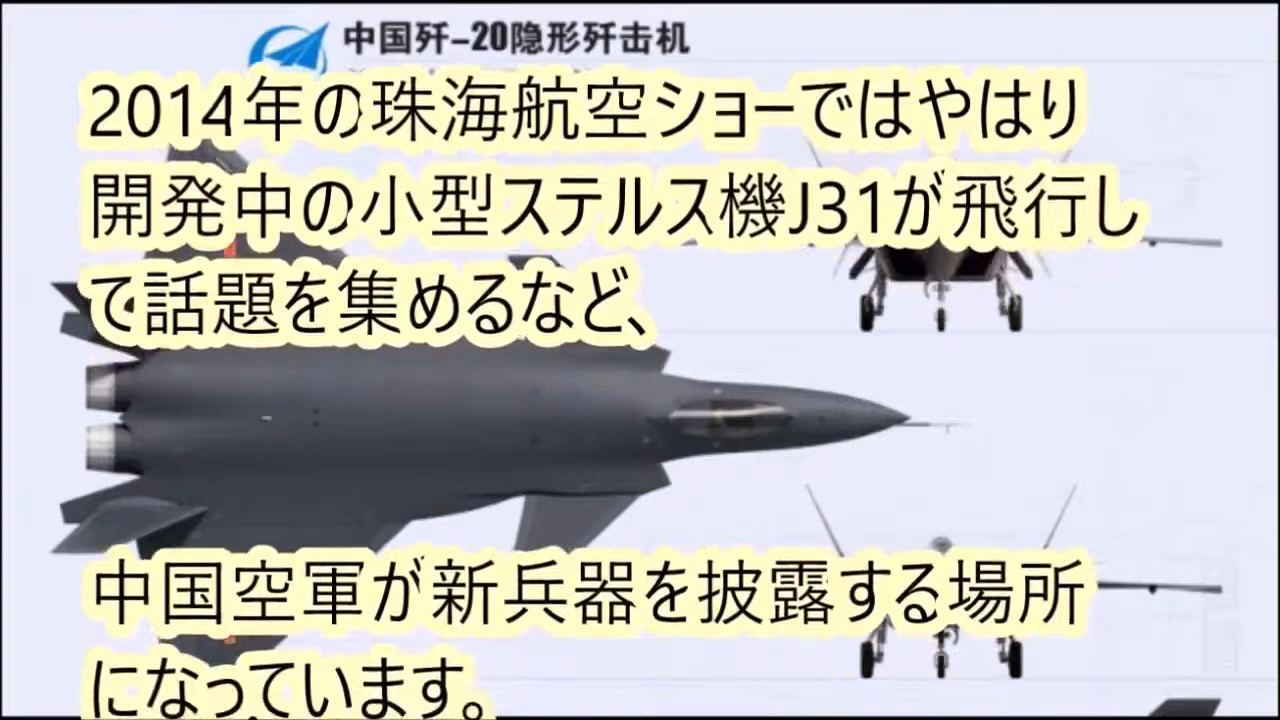 中国歼-20隐形歼击机
2014年の珠海航空ショーではやはり
開発中の小型ステルス機J31が飛行し
て話題を集めるなど、
中国空軍が新兵器を披露する場所
になっています。